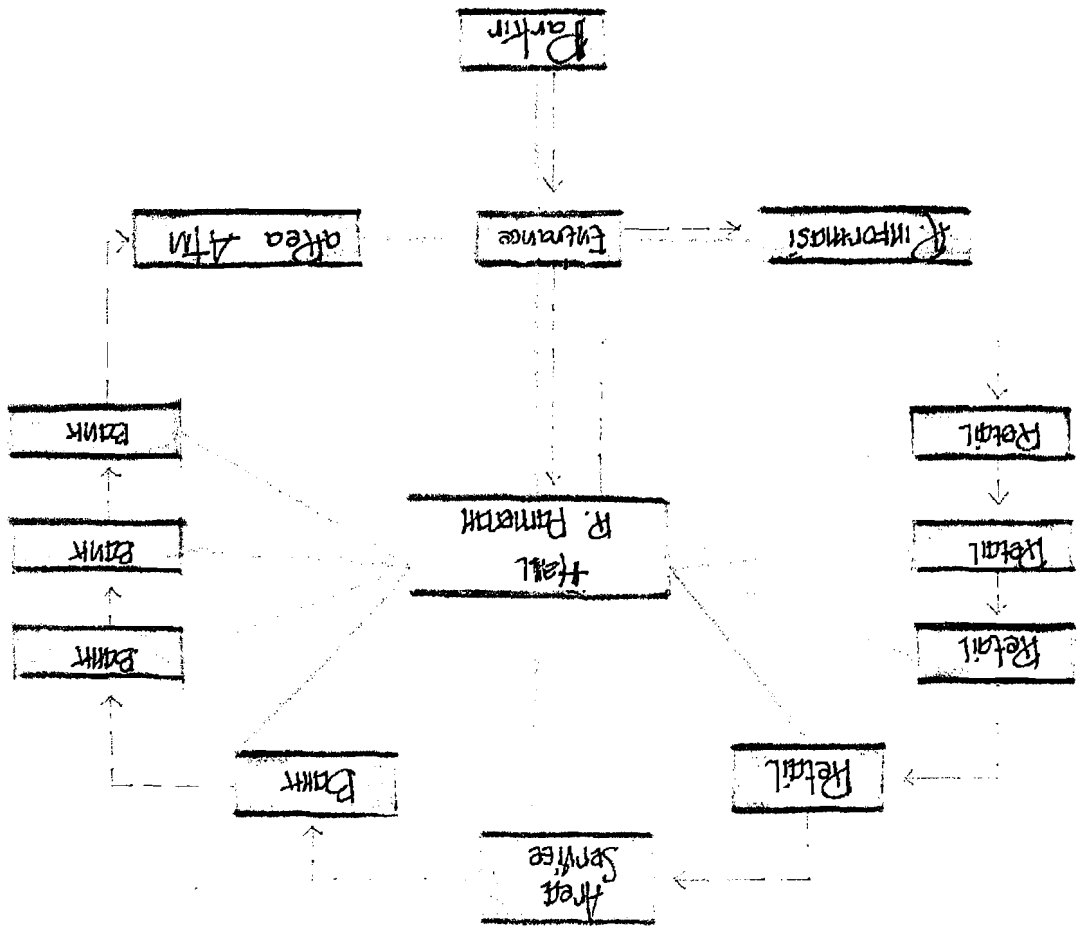 Area
Service
Retail
Bank
Retail
Bank
Hall
R. Pameran
Retail
Bank
Retail
Bank
R. Informasi
Entrance
aRea ATM
Parkir